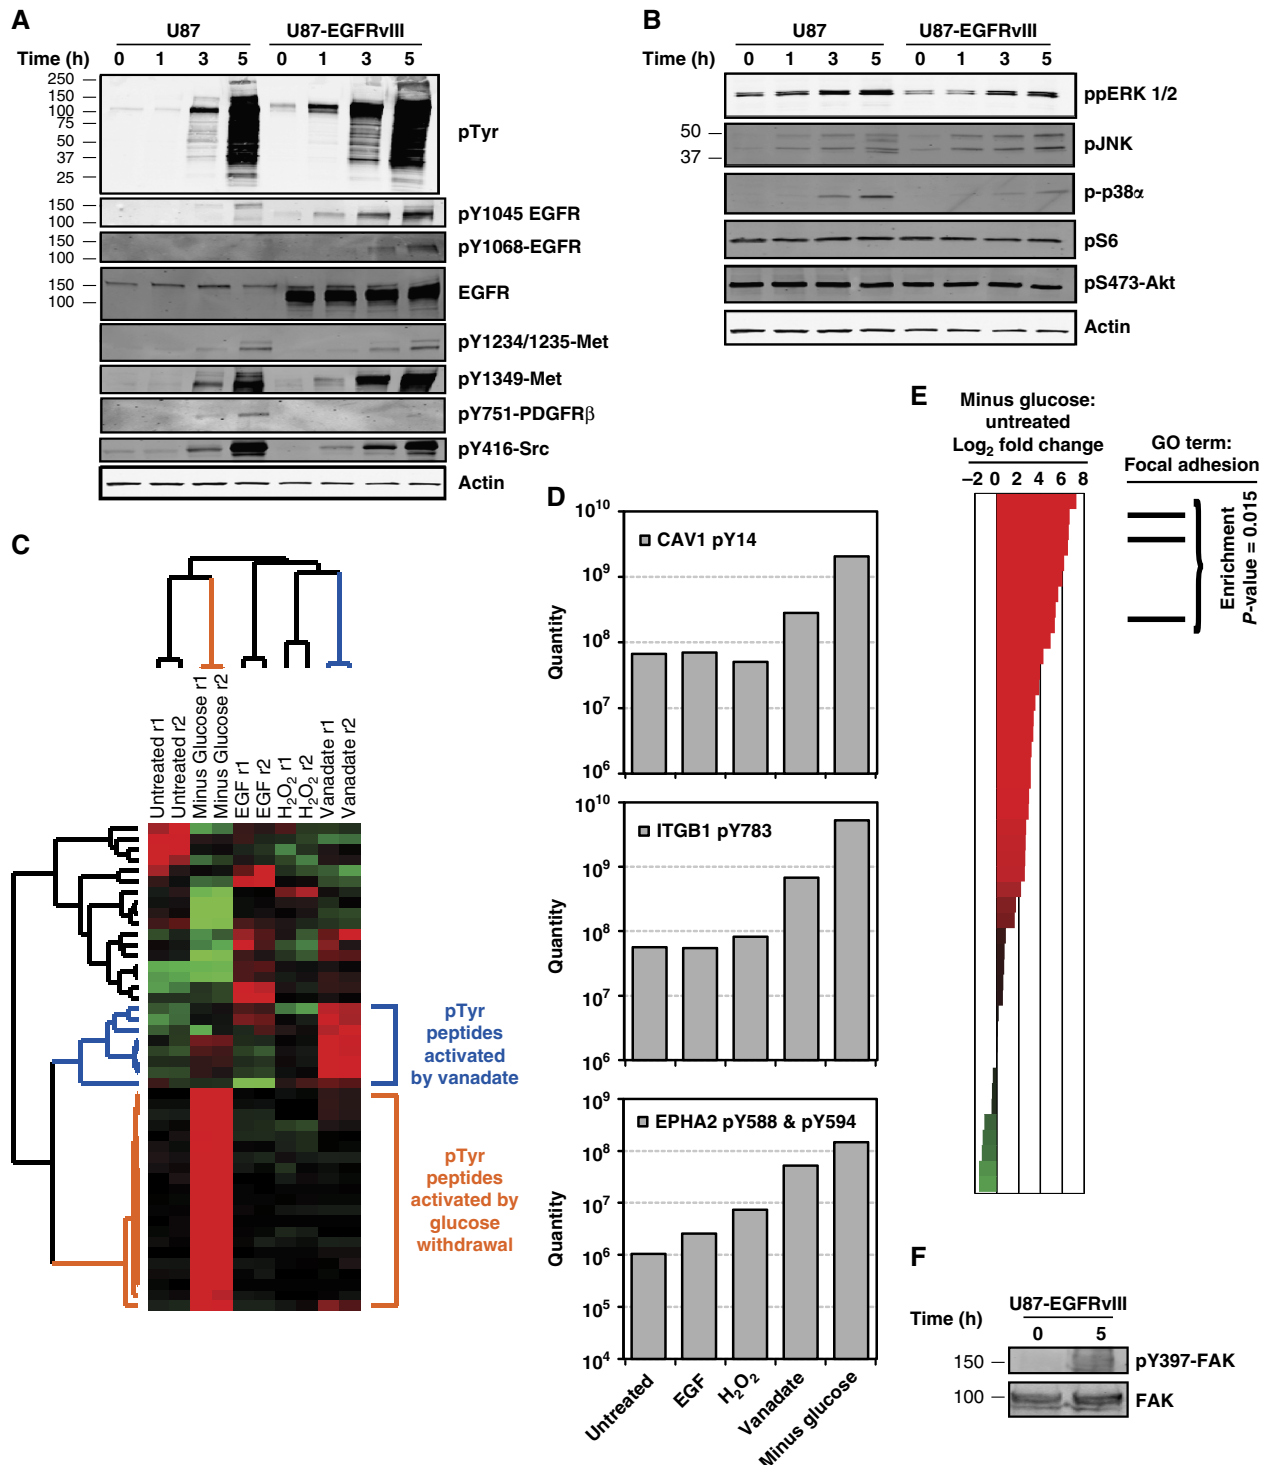 A
U87
U87-EGFRvIII
Time (h)
0 1 3 5 0 1 3 5
250
150
100
75
50
37
25
pTyr
150
100
pY1045 EGFR
150
100
pY1068-EGFR
150
100
EGFR
pY1234/1235-Met
pY1349-Met
pY751-PDGFRβ
pY416-Src
Actin
B
U87
U87-EGFRvIII
Time (h)
0 1 3 5 0 1 3 5
ppERK 1/2
50
37
pJNK
p-p38α
pS6
pS473-Akt
Actin
C
Untreated r1
Untreated r2
Minus Glucose r1
Minus Glucose r2
EGF r1
EGF r2
H₂O₂ r1
H₂O₂ r2
Vanadate r1
Vanadate r2
pTyr
peptides
activated
by vanadate
pTyr
peptides
activated by
glucose
withdrawal
D
Quantity
10¹⁰
10⁹
10⁸
10⁷
10⁶
CAV1 pY14
Quantity
10¹⁰
10⁹
10⁸
10⁷
10⁶
ITGB1 pY783
Quantity
10⁹
10⁸
10⁷
10⁶
10⁵
10⁴
EPHA2 pY588 & pY594
Untreated
EGF
H₂O₂
Vanadate
Minus glucose
E
Minus glucose:
untreated
Log₂ fold change
−2 0 2 4 6 8
GO term:
Focal adhesion
Enrichment
P-value = 0.015
F
U87-EGFRvIII
Time (h)
0 5
150
pY397-FAK
100
FAK